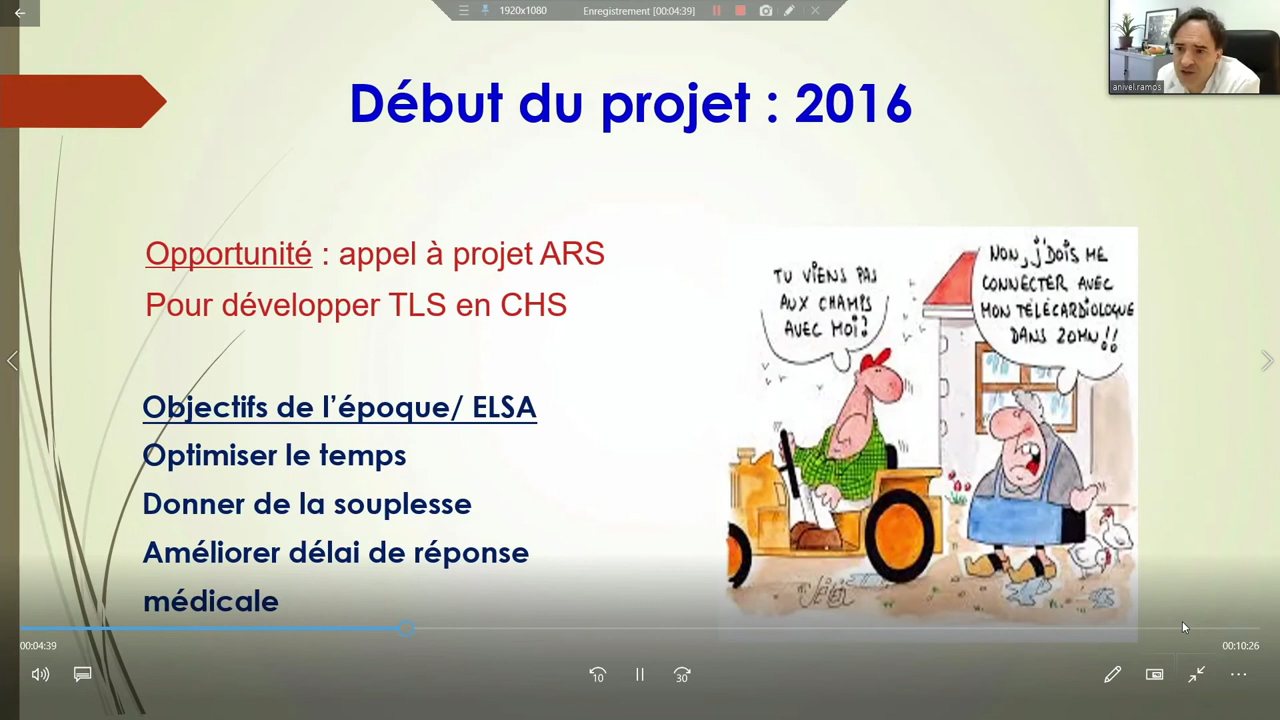 1920x1080
Enregistrement [00:04:39]
anivel.ramos
Début du projet : 2016
Opportunité : appel à projet ARS
Pour développer TLS en CHS
Objectifs de l'époque/ ELSA
Optimiser le temps
Donner de la souplesse
Améliorer délai de réponse
médicale
TU VIENS PAS
AUX CHAMPS
AVEC MOI?
NON, J'DOIS ME
CONNECTER AVEC
MON TÉLÉCARDIOLOGUE
DANS 20MN!!
00:04:39
00:10:26
10
30